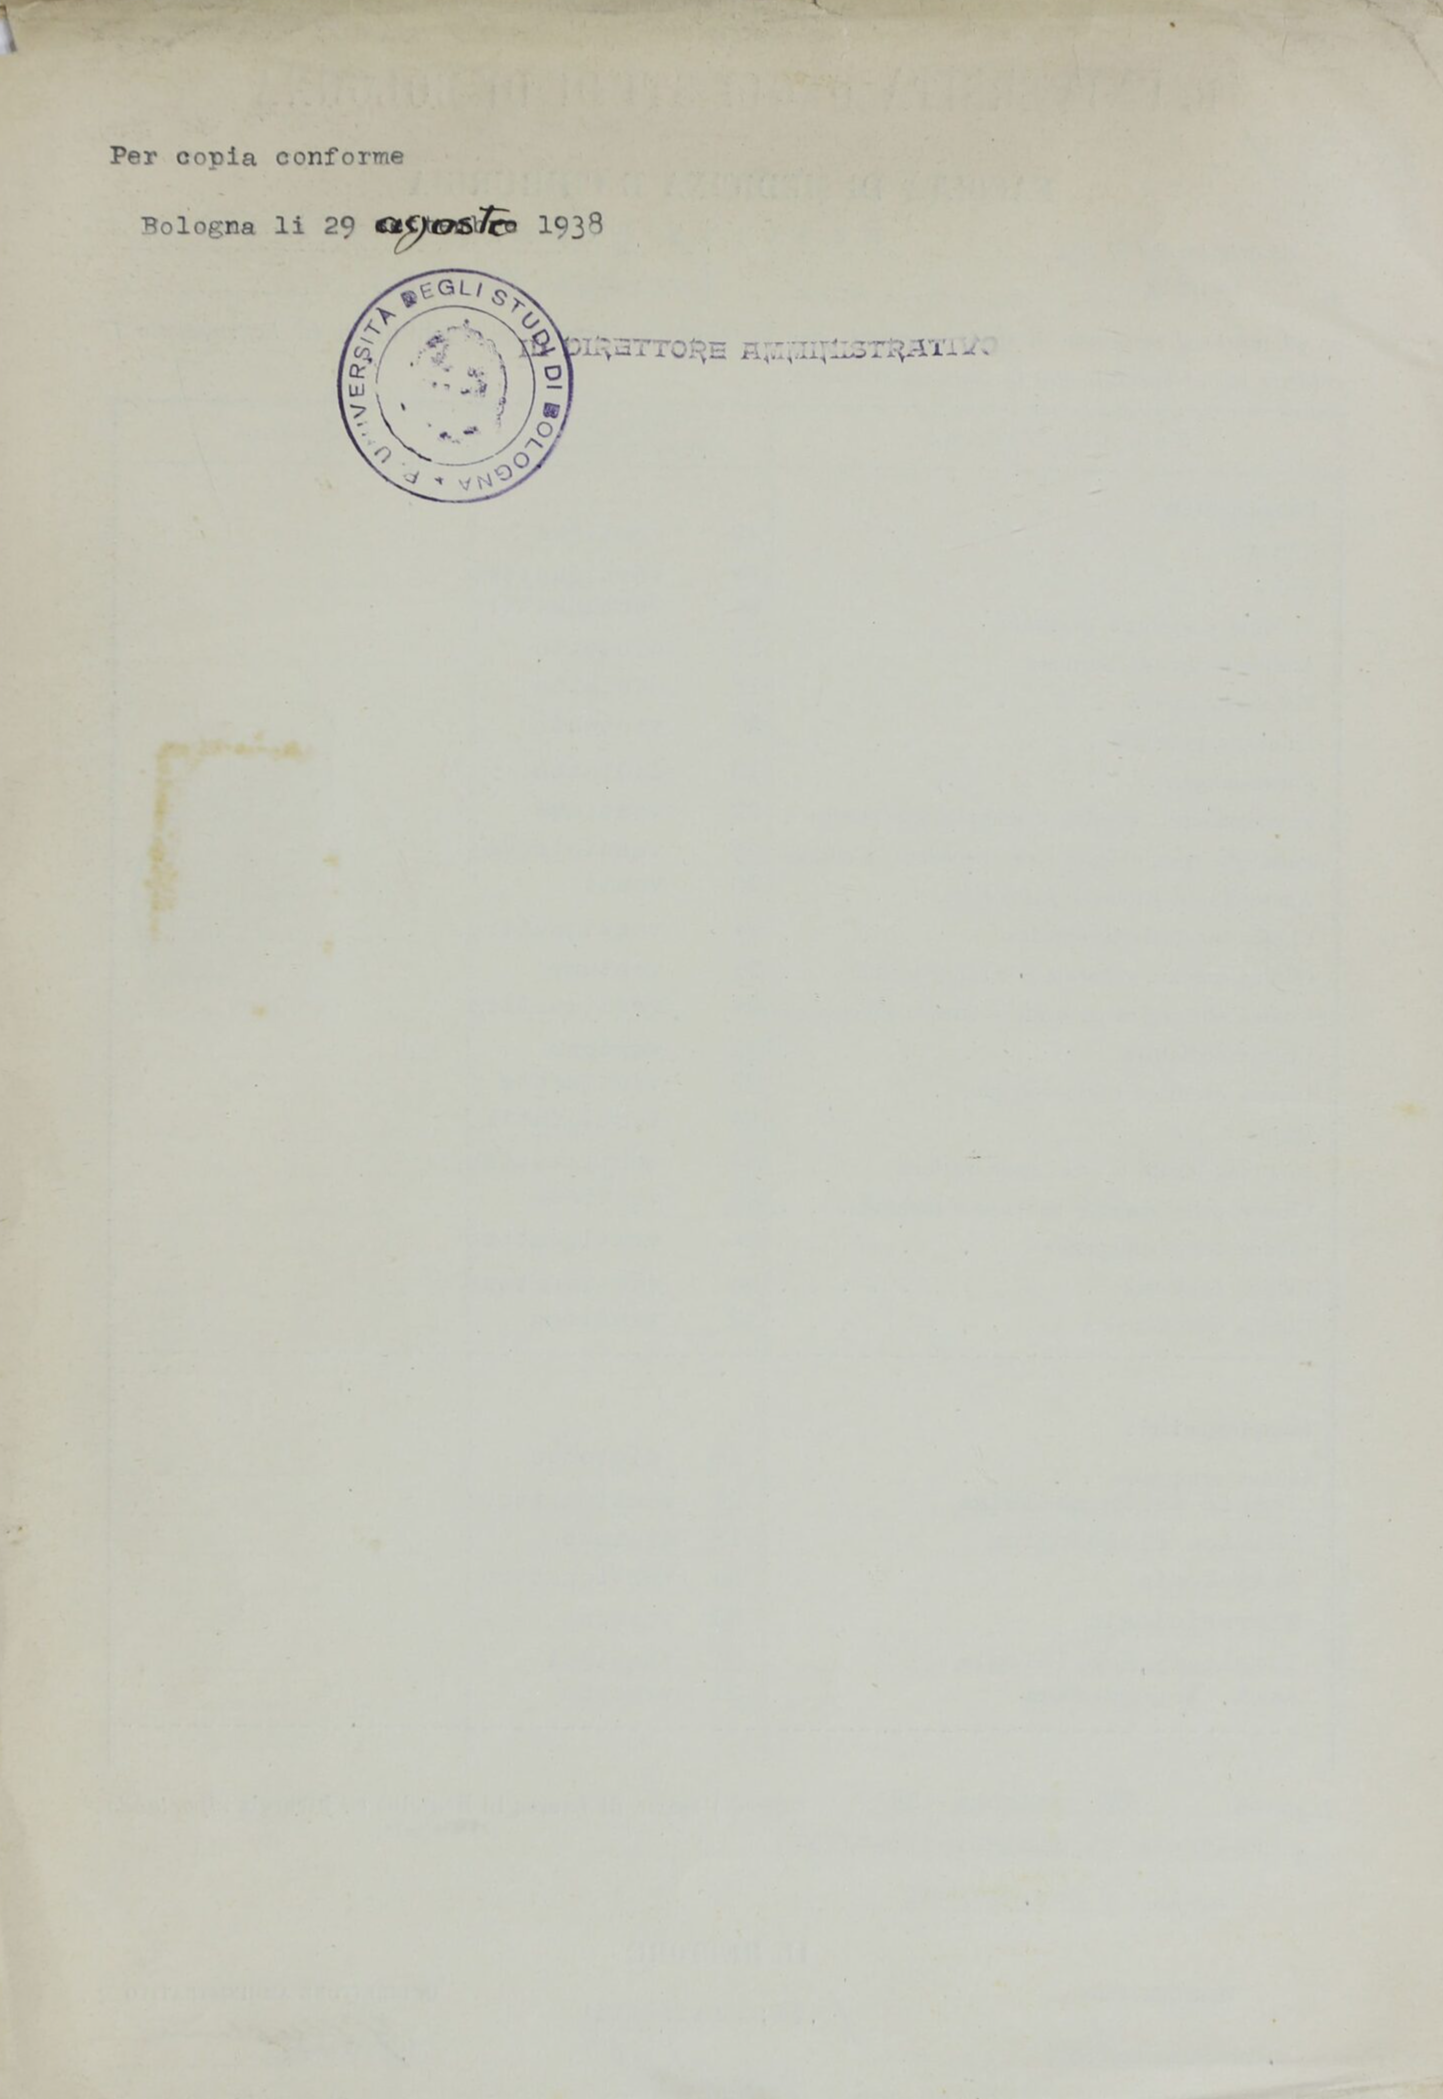 Per copia conforme
Bologna li 29 agosto 1938
R. UNIVERSITÀ DEGLI STUDI DI BOLOGNA
IL DIRETTORE AMMINISTRATIVO